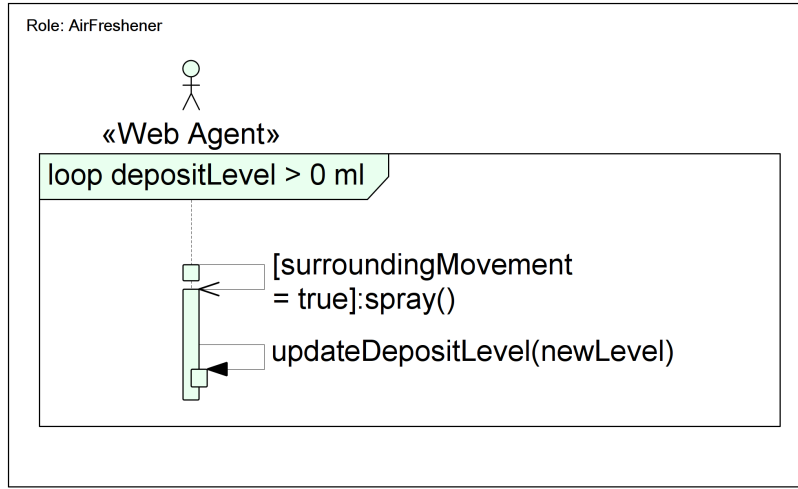 Role: AirFreshener
«Web Agent»
loop depositLevel > 0 ml
[surroundingMovement
= true]:spray()
updateDepositLevel(newLevel)